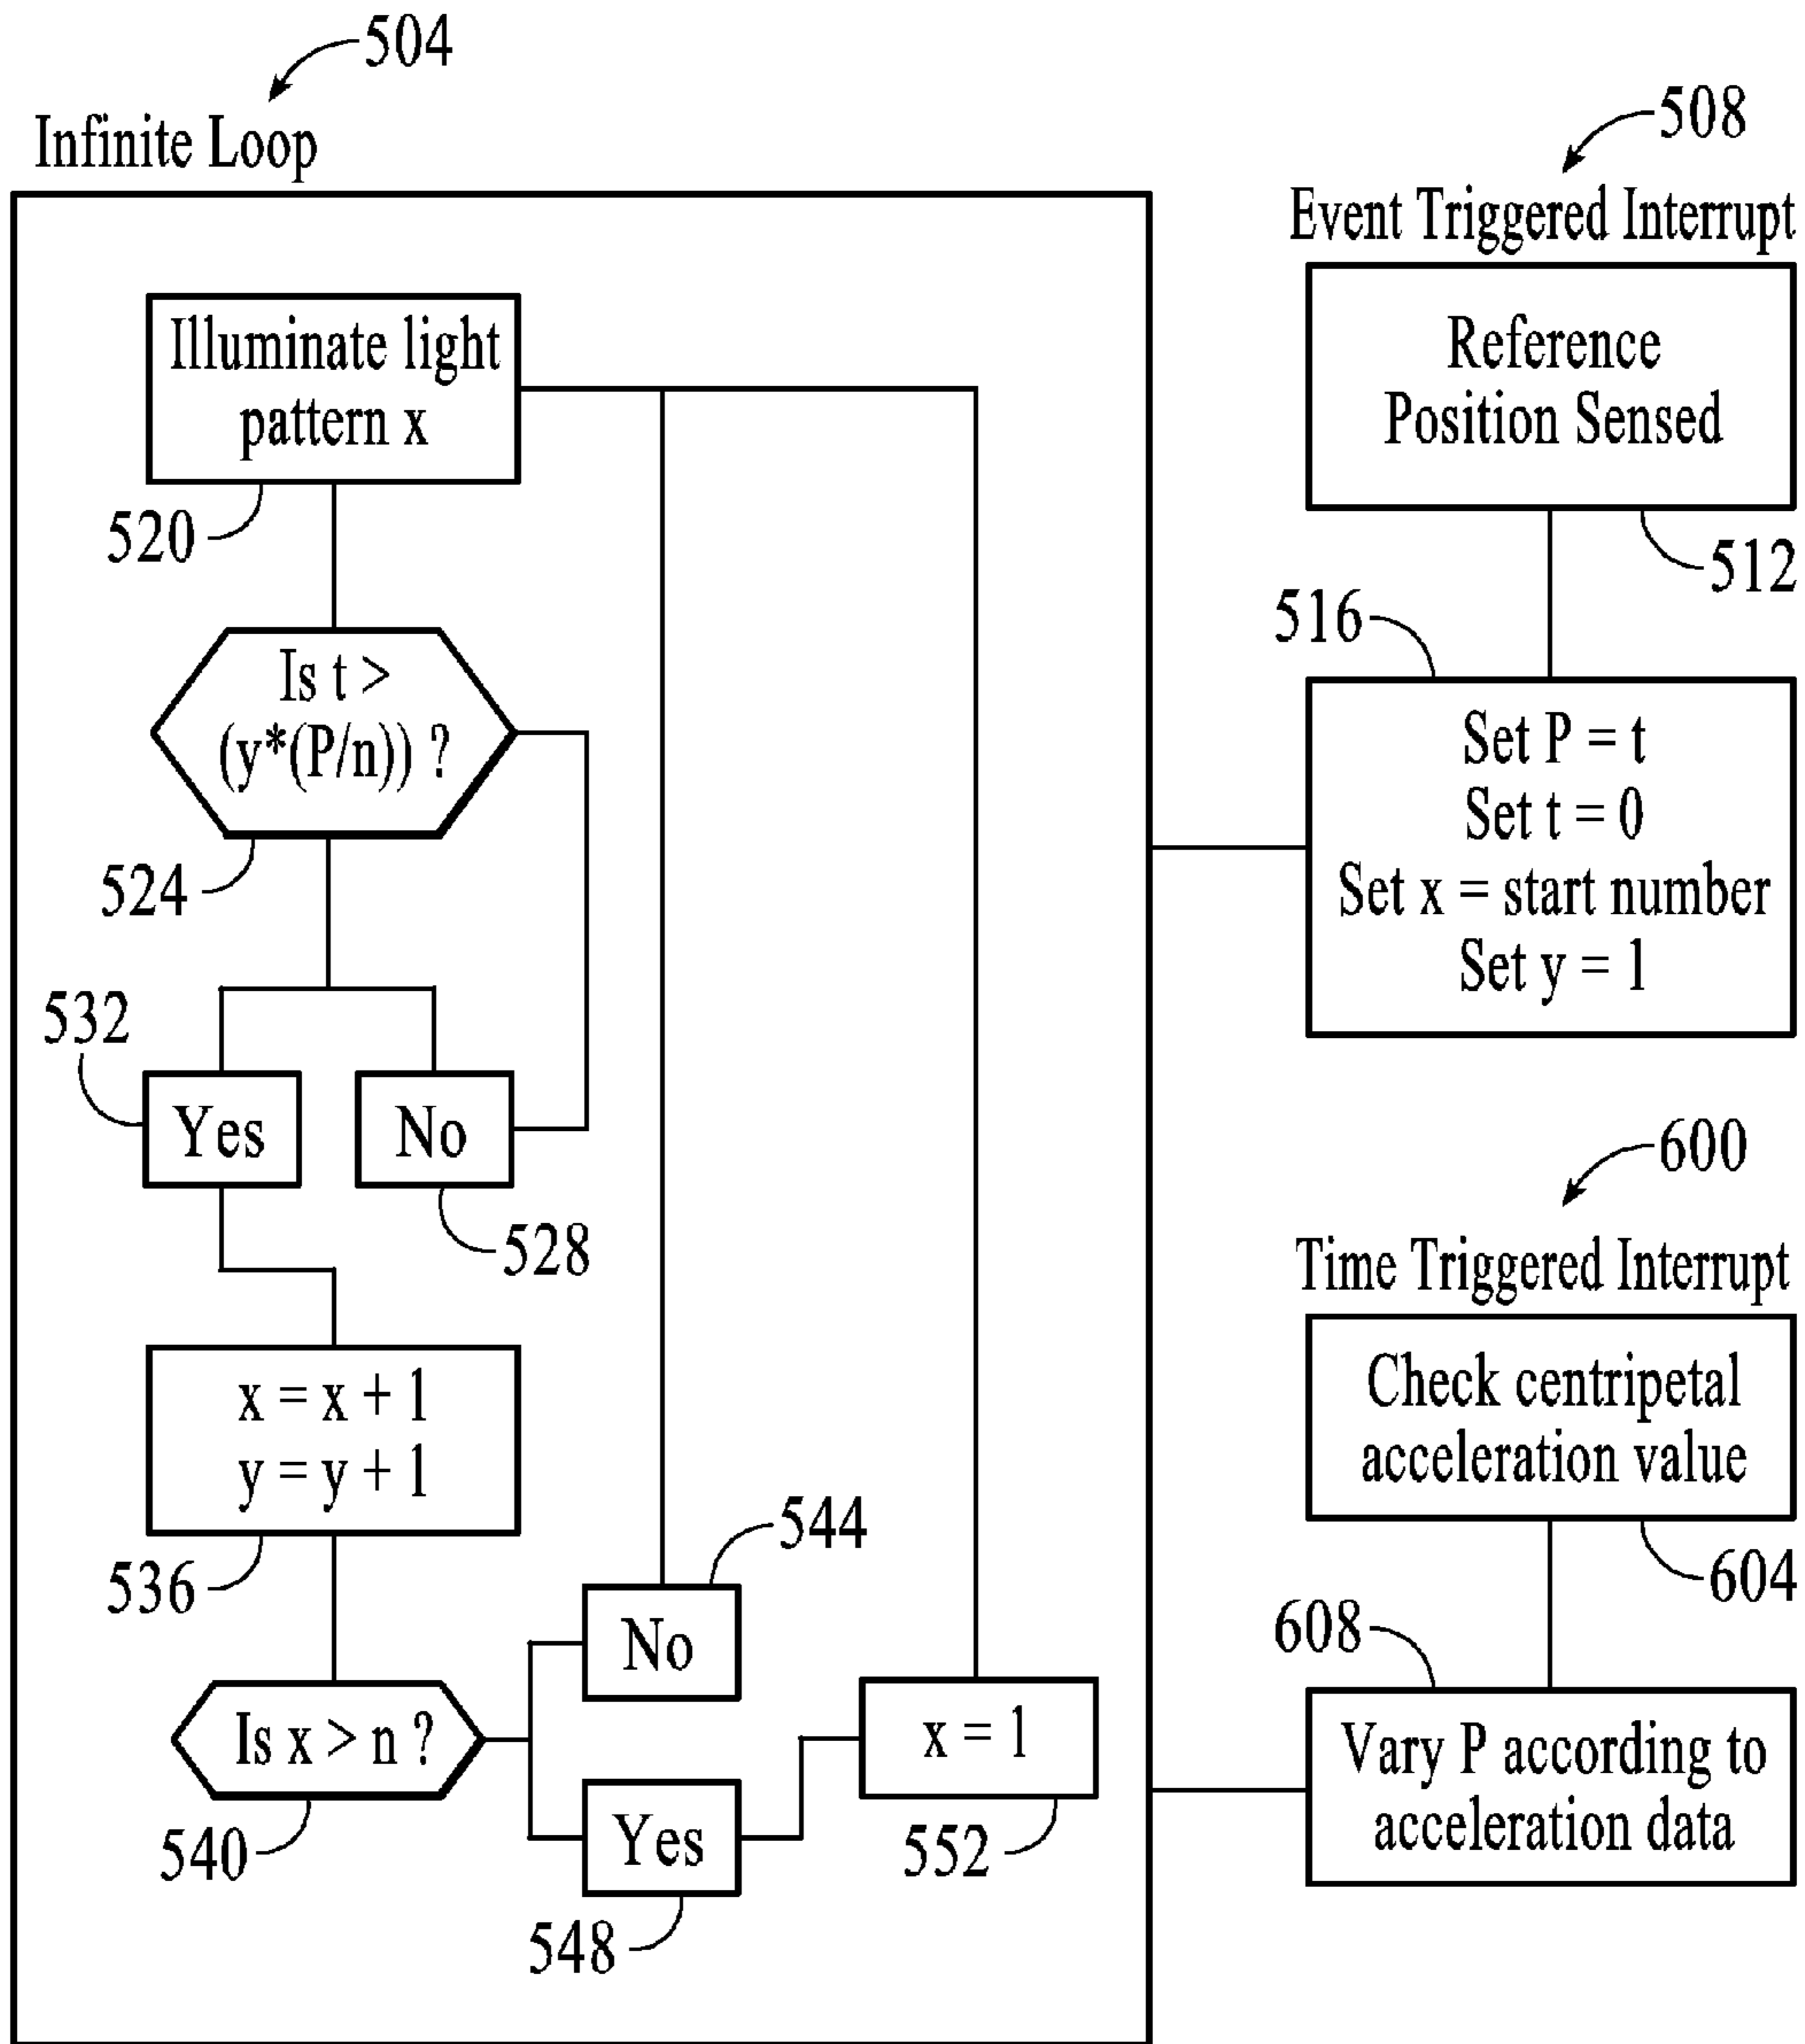 504
Infinite Loop
Illuminate light
pattern x
520
Is t >
(y*(P/n)) ?
524
532
Yes
No
528
x = x + 1
y = y + 1
536
Is x > n ?
540
544
No
Yes
548
x = 1
552
508
Event Triggered Interrupt
Reference
Position Sensed
512
516
Set P = t
Set t = 0
Set x = start number
Set y = 1
600
Time Triggered Interrupt
Check centripetal
acceleration value
604
608
Vary P according to
acceleration data